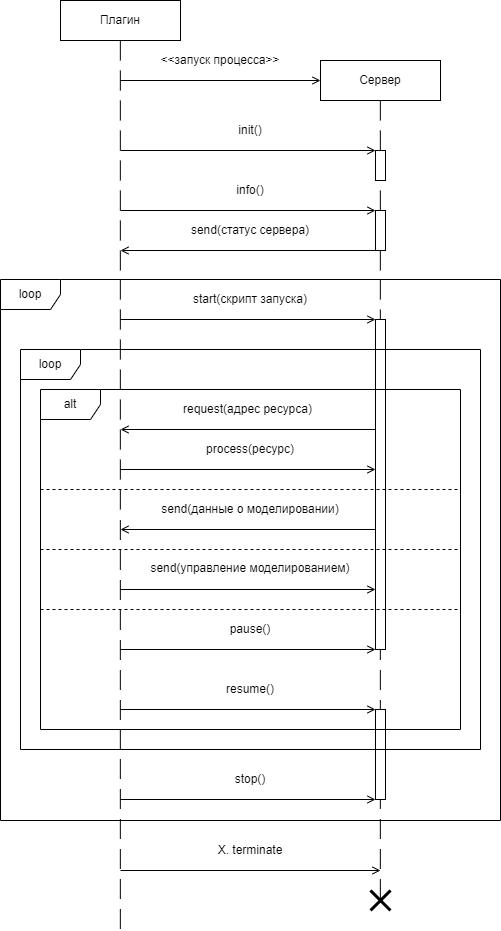 Плагин
<<запуск процесса>>
Сервер
init()
info()
send(статус сервера)
loop
start(скрипт запуска)
loop
alt
request(адрес ресурса)
process(ресурс)
send(данные о моделировании)
send(управление моделированием)
pause()
resume()
stop()
X. terminate